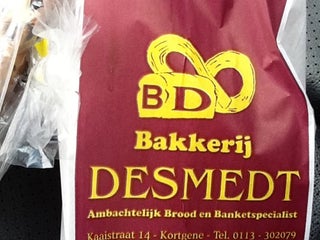 BD
Bakkerij
DESMEDT
Ambachtelijk Brood en Banketspecialist
Kaaistraat 14 - Kortgene - Tel. 0113 - 302079